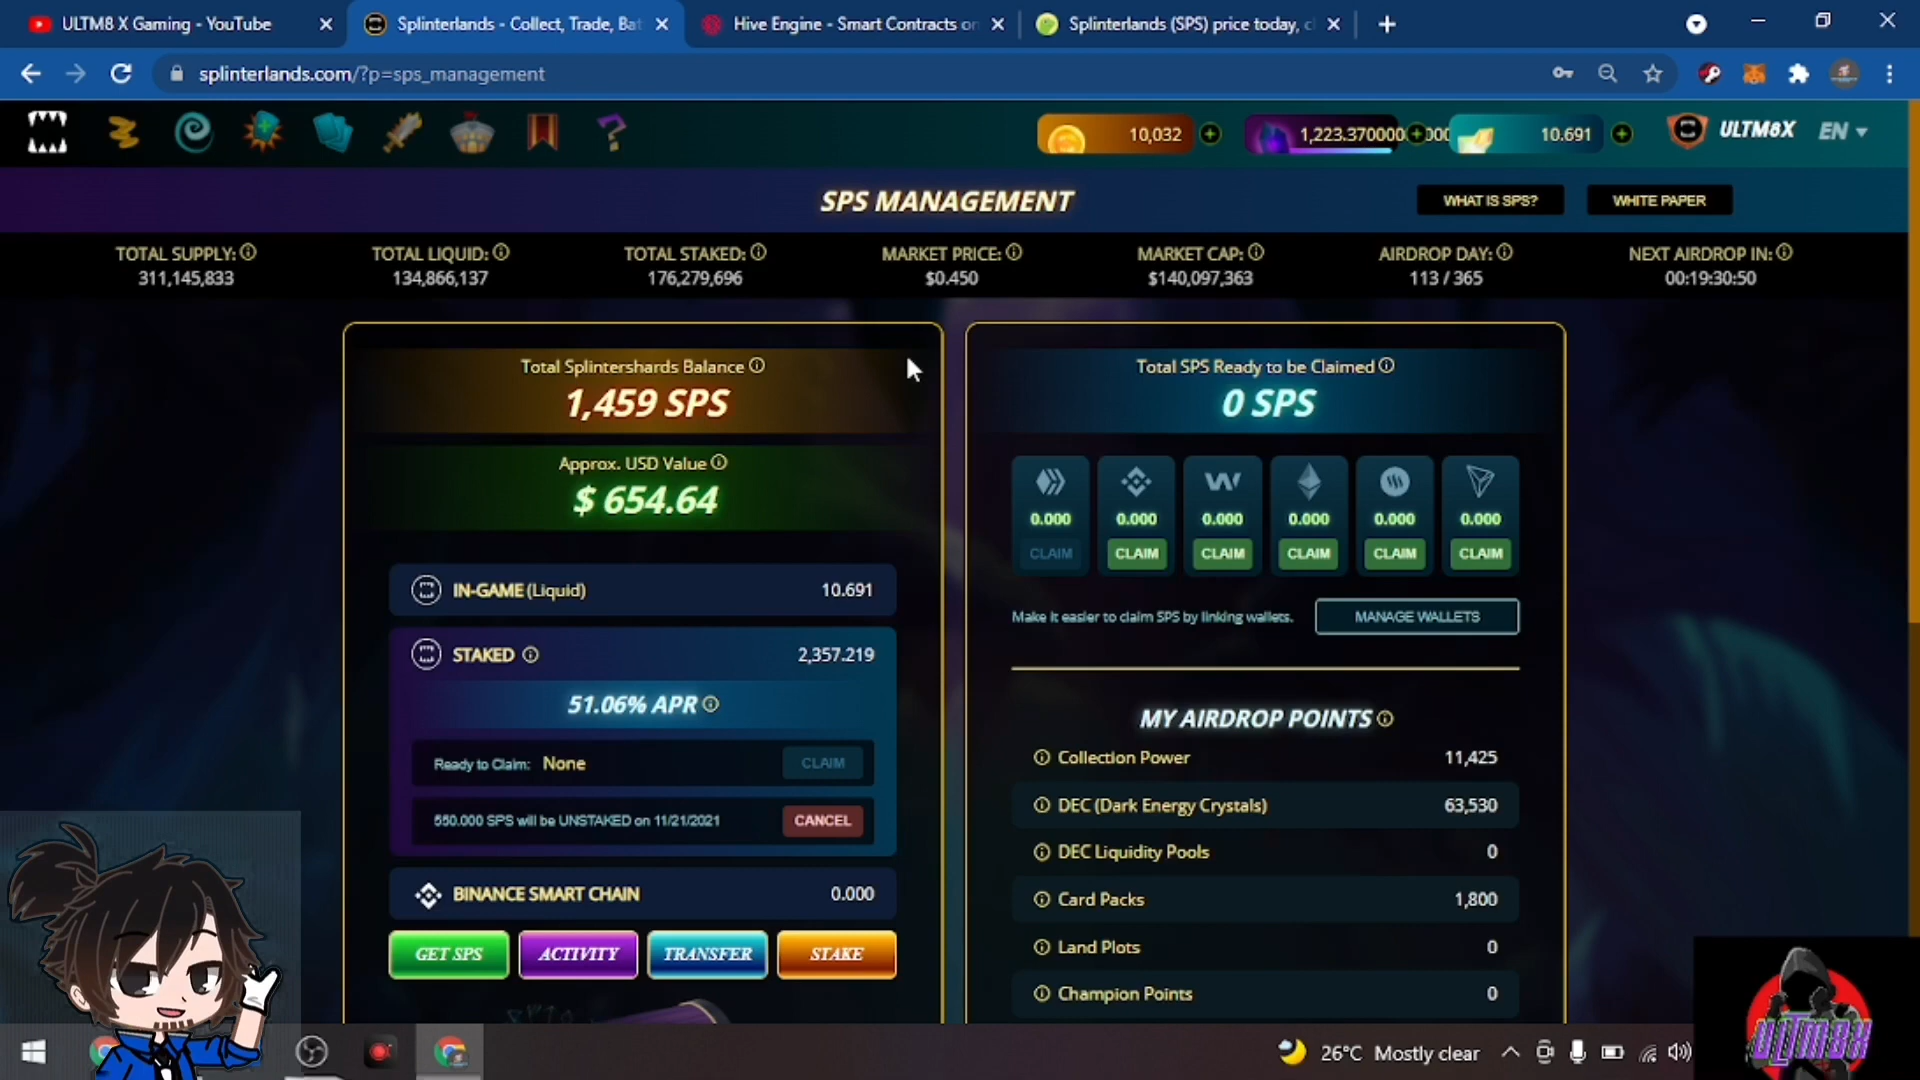 ULTM8 X Gaming - YouTube
Splinterlands - Collect, Trade, Bat
Hive Engine - Smart Contracts on
Splinterlands (SPS) price today, c
splinterlands.com/?p=sps_management
10,032
1,223.370000
10.691
ULTM8X
EN
SPS MANAGEMENT
WHAT IS SPS?
WHITE PAPER
TOTAL SUPPLY:
311,145,833
TOTAL LIQUID:
134,866,137
TOTAL STAKED:
176,279,696
MARKET PRICE:
$0.450
MARKET CAP:
$140,097,363
AIRDROP DAY:
113 / 365
NEXT AIRDROP IN:
00:19:30:50
Total Splintershards Balance
1,459 SPS
Approx. USD Value
$ 654.64
IN-GAME (Liquid)
10.691
STAKED
2,357.219
51.06% APR
Ready to Claim: None
CLAIM
550.000 SPS will be UNSTAKED on 11/21/2021
CANCEL
BINANCE SMART CHAIN
0.000
GET SPS
ACTIVITY
TRANSFER
STAKE
Total SPS Ready to be Claimed
0 SPS
0.000 0.000 0.000 0.000 0.000 0.000
CLAIM CLAIM CLAIM CLAIM CLAIM CLAIM
Make it easier to claim SPS by linking wallets.
MANAGE WALLETS
MY AIRDROP POINTS
Collection Power 11,425
DEC (Dark Energy Crystals) 63,530
DEC Liquidity Pools 0
Card Packs 1,800
Land Plots 0
Champion Points 0
26°C Mostly clear
ULTM8X